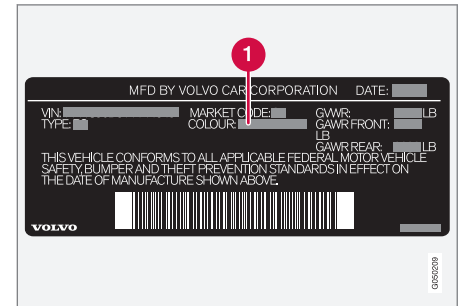 1
MFD BY VOLVO CAR CORPORATION DATE:
VIN: MARKET CODE: GVWR: LB
TYPE: COLOUR: GAWR FRONT:
LB
GAWR REAR: LB
THIS VEHICLE CONFORMS TO ALL APPLICABLE FEDERAL MOTOR VEHICLE
SAFETY, BUMPER AND THEFT PREVENTION STANDARDS IN EFFECT ON
THE DATE OF MANUFACTURE SHOWN ABOVE.
VOLVO
G050209